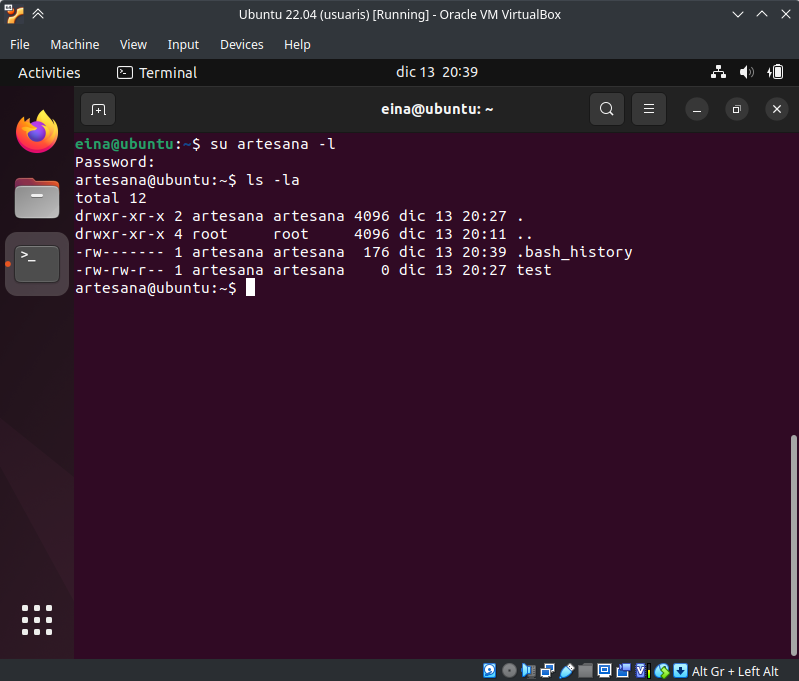 Ubuntu 22.04 (usuaris) [Running] - Oracle VM VirtualBox
File Machine View Input Devices Help
Activities Terminal dic 13 20:39
eina@ubuntu: ~
eina@ubuntu:~$ su artesana -l
Password:
artesana@ubuntu:~$ ls -la
total 12
drwxr-xr-x 2 artesana artesana 4096 dic 13 20:27 .
drwxr-xr-x 4 root     root     4096 dic 13 20:11 ..
-rw------- 1 artesana artesana  176 dic 13 20:39 .bash_history
-rw-rw-r-- 1 artesana artesana    0 dic 13 20:27 test
artesana@ubuntu:~$
Alt Gr + Left Alt